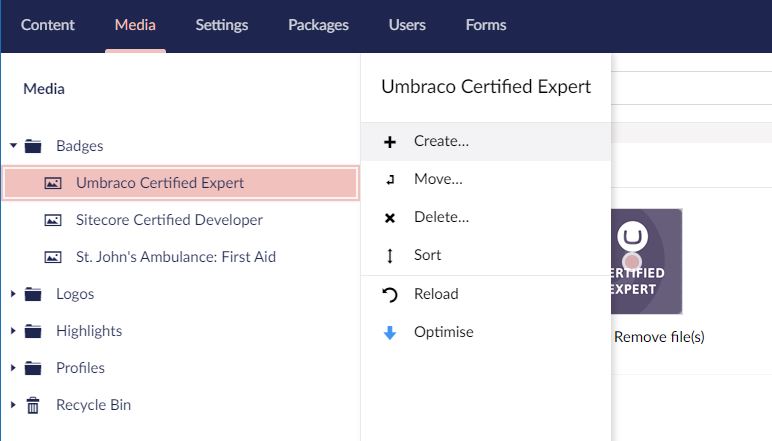 Content Media Settings Packages Users Forms
Media
Badges
Umbraco Certified Expert
Sitecore Certified Developer
St. John's Ambulance: First Aid
Logos
Highlights
Profiles
Recycle Bin
Umbraco Certified Expert
Create...
Move...
Delete...
Sort
Reload
Optimise
ERTIFIED
EXPERT
Remove file(s)